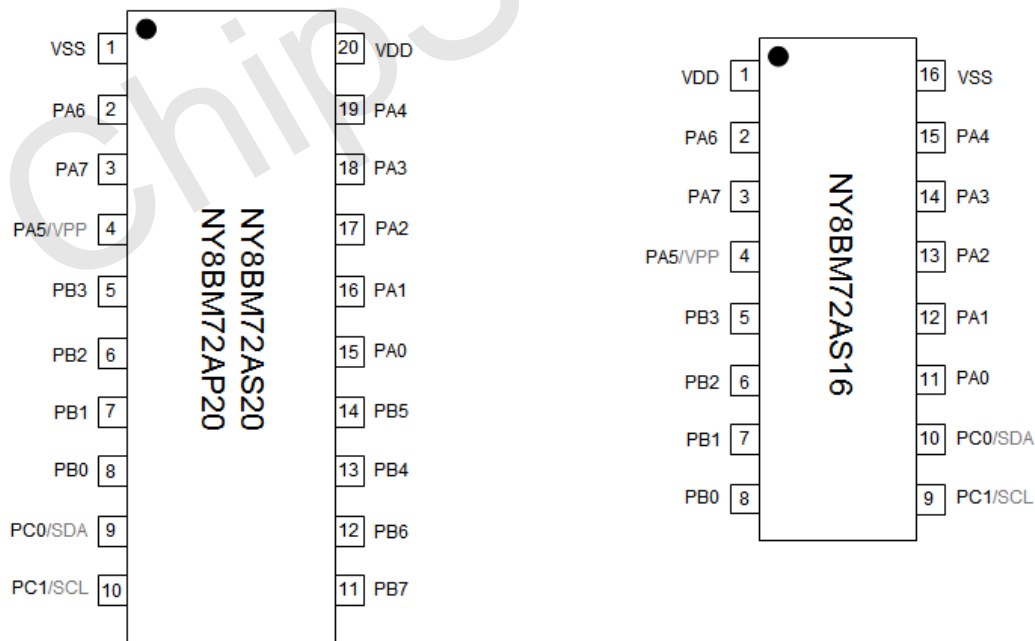 VSS 1 20 VDD
PA6 2 19 PA4
PA7 3 18 PA3
PA5/VPP 4 17 PA2
PB3 5 16 PA1
PB2 6 15 PA0
PB1 7 14 PB5
PB0 8 13 PB4
PC0/SDA 9 12 PB6
PC1/SCL 10 11 PB7
NY8BM72AS20
NY8BM72AP20
VDD 1 16 VSS
PA6 2 15 PA4
PA7 3 14 PA3
PA5/VPP 4 13 PA2
PB3 5 12 PA1
PB2 6 11 PA0
PB1 7 10 PC0/SDA
PB0 8 9 PC1/SCL
NY8BM72AS16